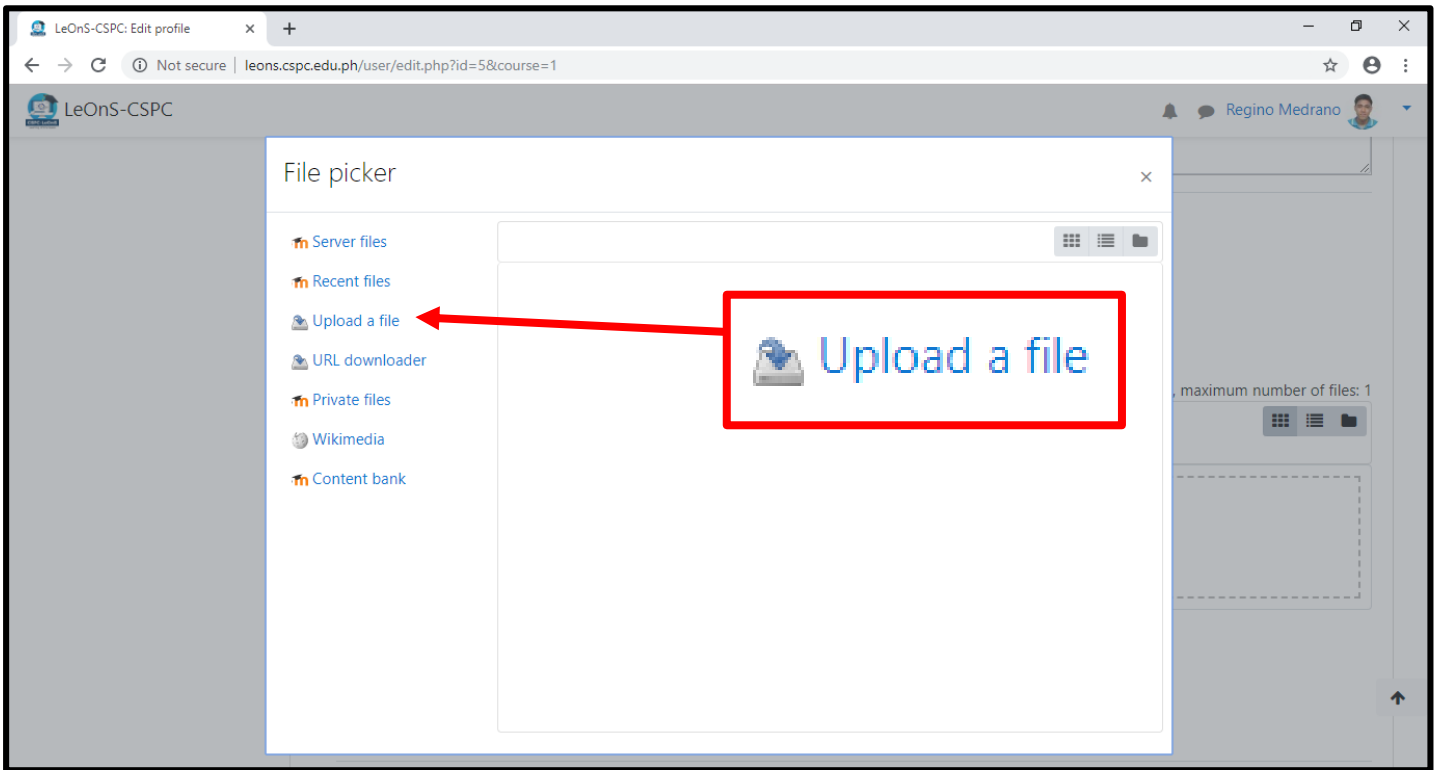 LeOnS-CSPC: Edit profile
Not secure | leons.cspc.edu.ph/user/edit.php?id=5&course=1
LeOnS-CSPC
Regino Medrano
File picker
Server files
Recent files
Upload a file
URL downloader
Private files
Wikimedia
Content bank
Upload a file
, maximum number of files: 1